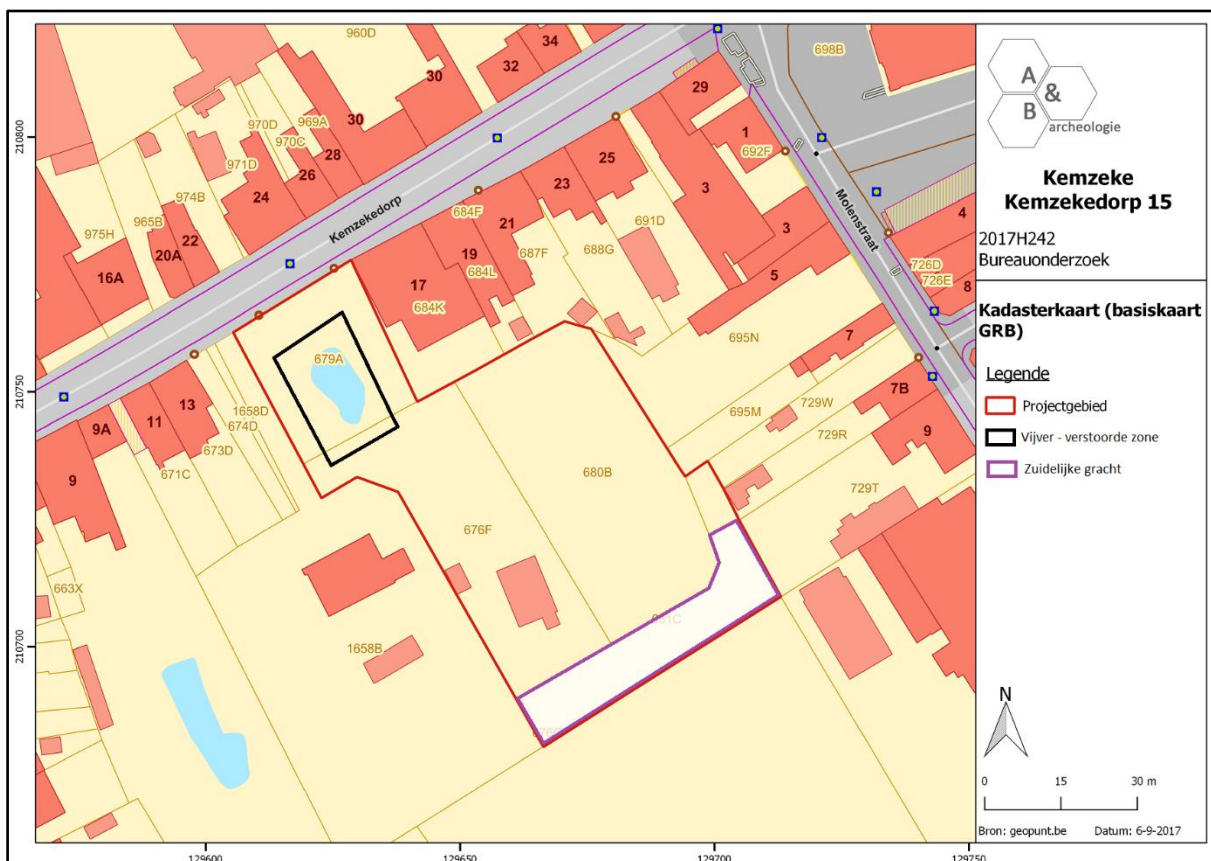 960D
34
32
30
698B
29
30
970D
969A
970C
28
1
692F
971D
26
25
24
23
3
Kemzekedorp
974B
965B
22
21
691D
3
Molenstraat
4
975H
20A
684F
19
687F
688G
5
726D
16A
17
684L
726E
8
684K
695N
679A
7
13
1658D
695M
729W
7B
9A
11
674D
729R
9
673D
671C
9
680B
729T
676F
663X
1658B
210800
210750
210700
129600
129650
129700
129750
A
&
B
archeologie
Kemzeke
Kemzekedorp 15
2017H242
Bureauonderzoek
Kadasterkaart (basiskaart
GRB)
Legende
Projectgebied
Vijver - verstoorde zone
Zuidelijke gracht
N
0 15 30 m
Bron: geopunt.be Datum: 6-9-2017